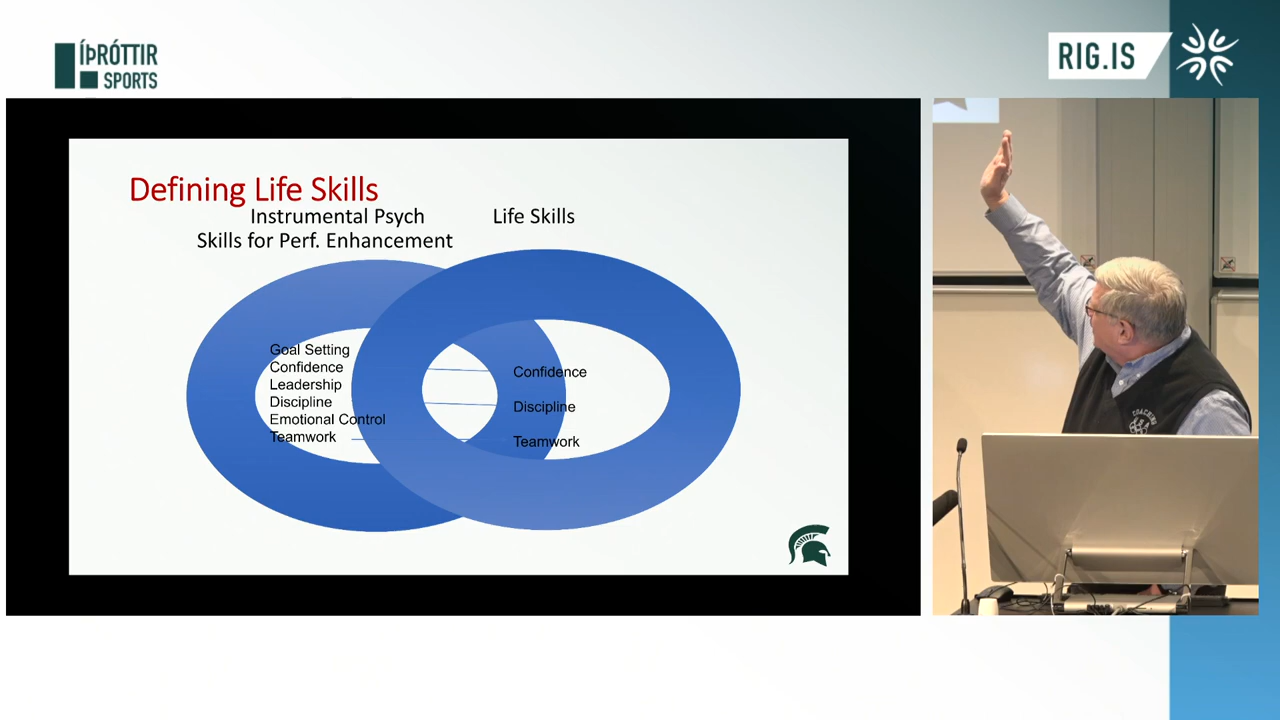 ÍÞRÓTTIR
SPORTS
RIG.IS
Defining Life Skills
Instrumental Psych
Skills for Perf. Enhancement
Life Skills
Goal Setting
Confidence
Leadership
Discipline
Emotional Control
Teamwork
Confidence
Discipline
Teamwork
COACHING